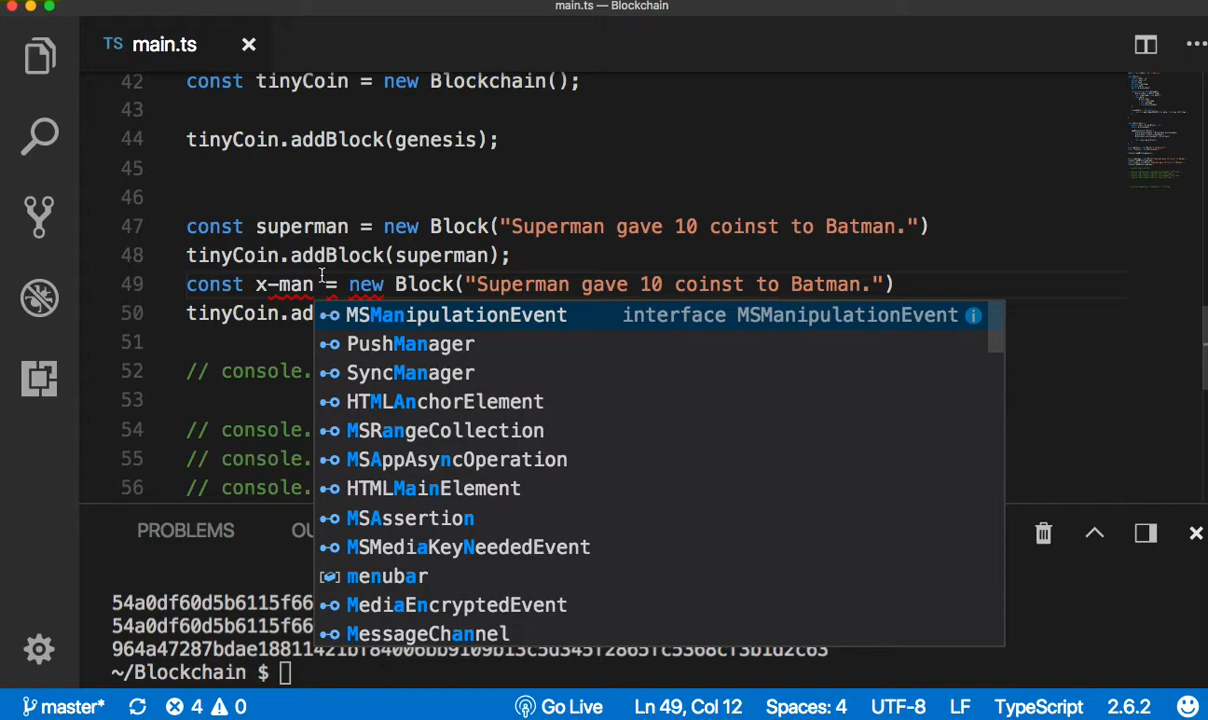 main.ts — Blockchain
TS main.ts ×
42 const tinyCoin = new Blockchain();
43
44 tinyCoin.addBlock(genesis);
45
46
47 const superman = new Block("Superman gave 10 coinst to Batman.")
48 tinyCoin.addBlock(superman);
49 const x-man = new Block("Superman gave 10 coinst to Batman.")
50 tinyCoin.ad
MSManipulationEvent interface MSManipulationEvent
51
PushManager
52 // console.
SyncManager
53
HTMLAnchorElement
54 // console.
MSRangeCollection
55 // console.
MSAppAsyncOperation
56 // console.
HTMLMainElement
MSAssertion
PROBLEMS OU
MSMediaKeyNeededEvent
menubar
54a0df60d5b6115f66
MediaEncryptedEvent
54a0df60d5b6115f66
MessageChannel
~/Blockchain $
master* 4 0 Go Live Ln 49, Col 12 Spaces: 4 UTF-8 LF TypeScript 2.6.2